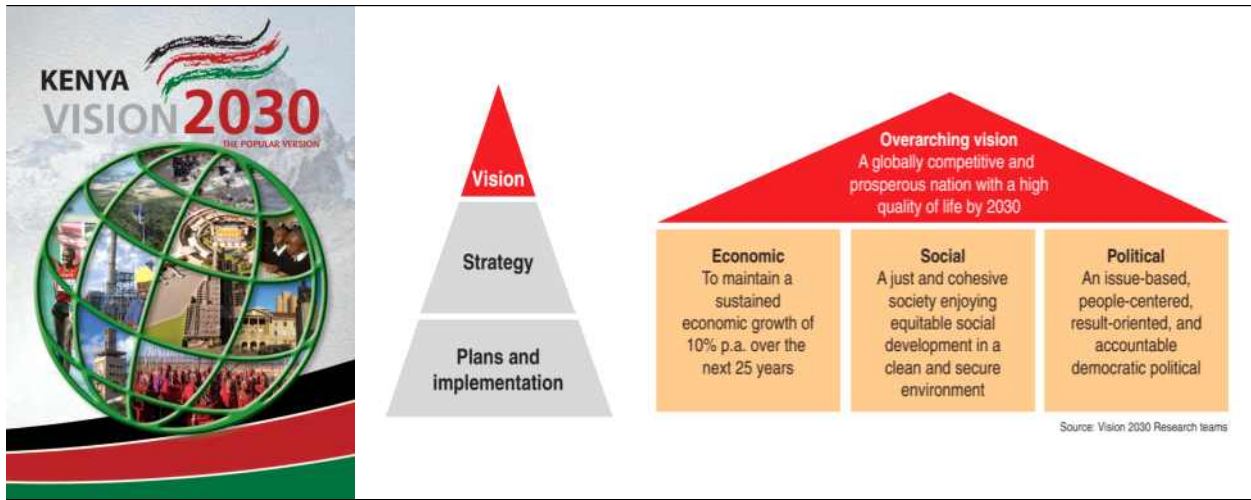 KENYA
VISION 2030
THE POPULAR VERSION
Vision
Strategy
Plans and
implementation
Overarching vision
A globally competitive and
prosperous nation with a high
quality of life by 2030
Economic
To maintain a
sustained
economic growth of
10% p.a. over the
next 25 years
Social
A just and cohesive
society enjoying
equitable social
development in a
clean and secure
environment
Political
An issue-based,
people-centered,
result-oriented, and
accountable
democratic political
Source: Vision 2030 Research teams